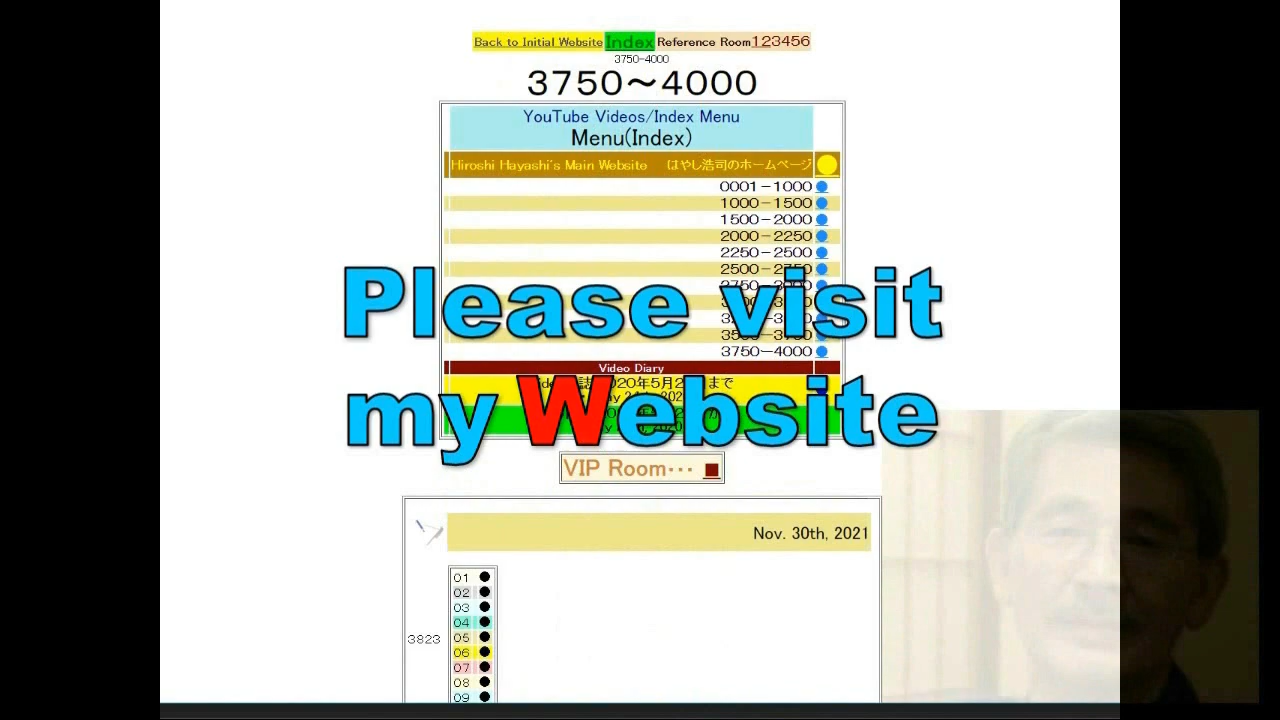 Back to Initial Website Index Reference Room123456
3750-4000
3750～4000
YouTube Videos/Index Menu
Menu(Index)
Hiroshi Hayashi's Main Website はやし浩司のホームページ
0001－1000
1000－1500
1500－2000
2000－2250
2250－2500
2500－2750
3750－4000
Please visit
my Website
Video Diary
VIP Room･･･
Nov. 30th, 2021
3823
01
02
03
04
05
06
07
08
09